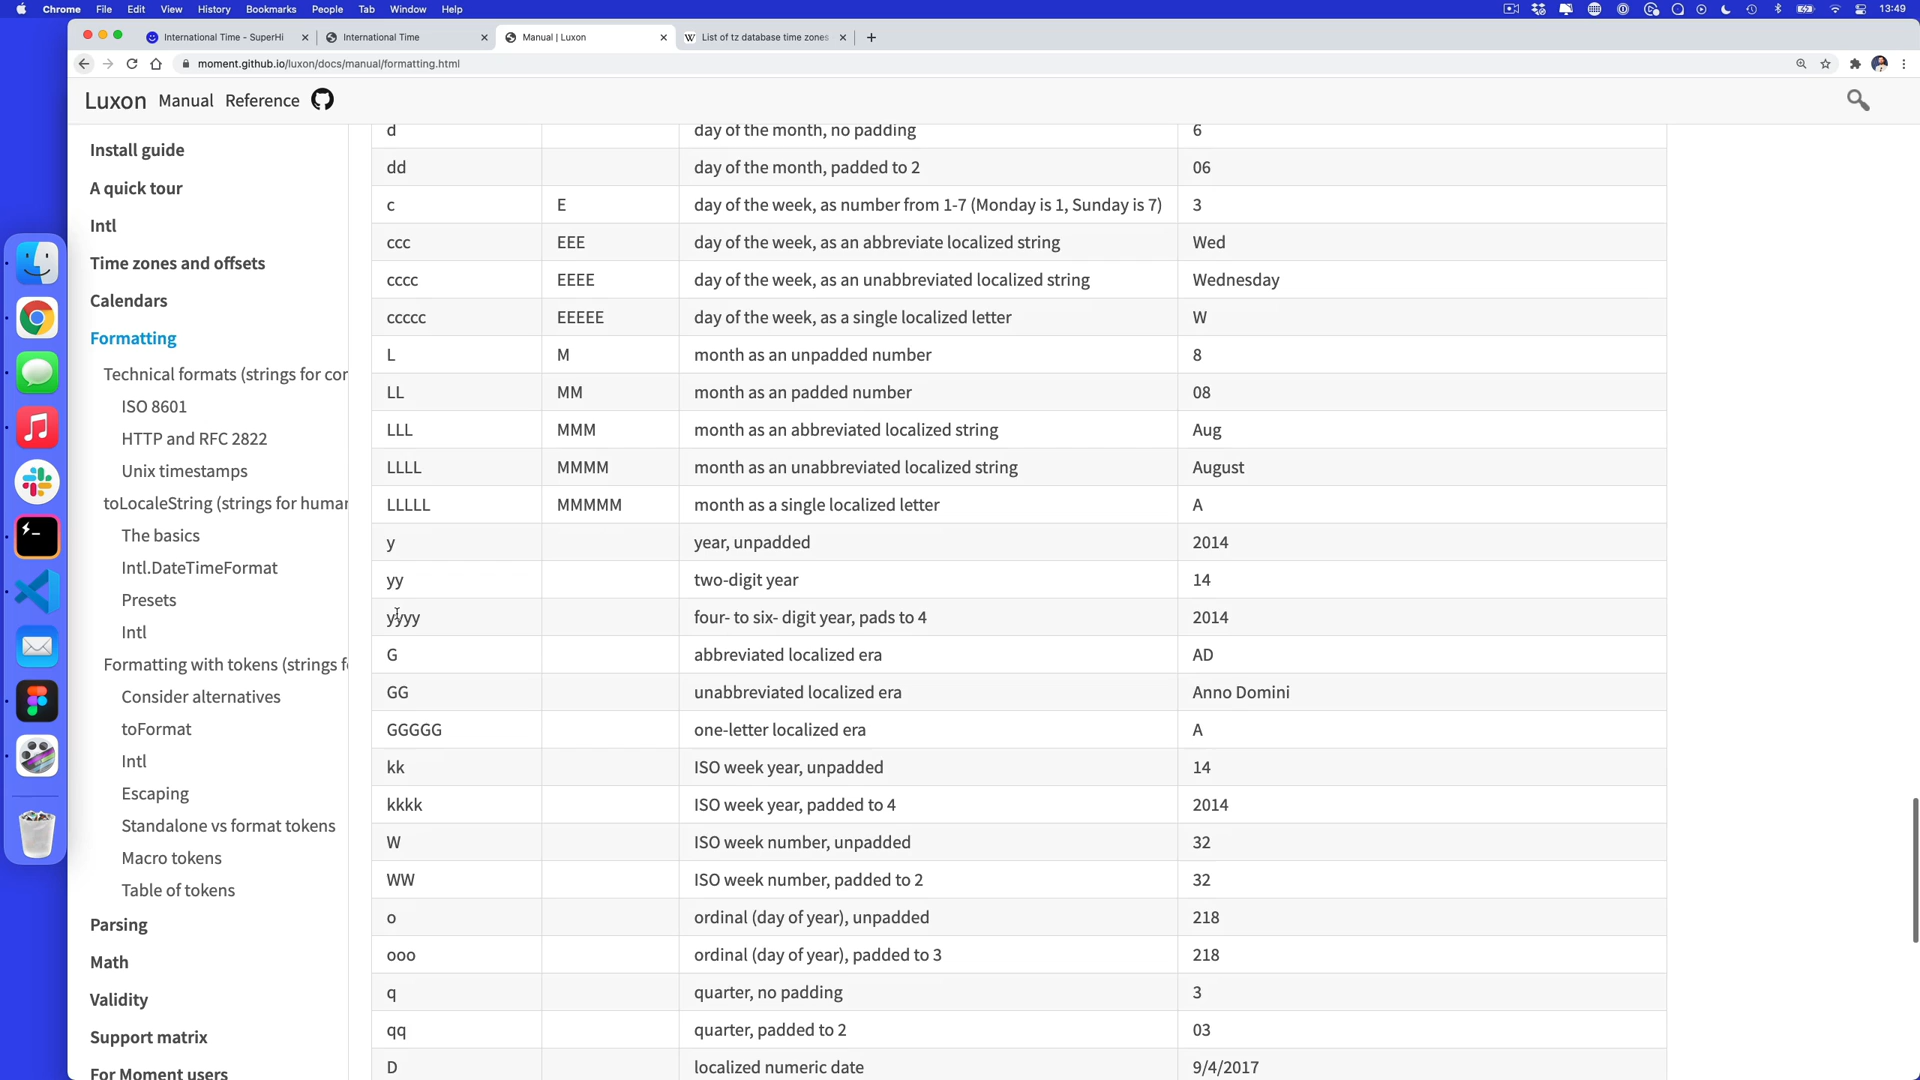 Chrome File Edit View History Bookmarks People Tab Window Help 13:49
International Time - SuperHi
International Time
Manual | Luxon
List of tz database time zones
moment.github.io/luxon/docs/manual/formatting.html
Luxon Manual Reference
Install guide
A quick tour
Intl
Time zones and offsets
Calendars
Formatting
Technical formats (strings for cor
ISO 8601
HTTP and RFC 2822
Unix timestamps
toLocaleString (strings for humar
The basics
Intl.DateTimeFormat
Presets
Intl
Formatting with tokens (strings f
Consider alternatives
toFormat
Intl
Escaping
Standalone vs format tokens
Macro tokens
Table of tokens
Parsing
Math
Validity
Support matrix
For Moment users
d day of the month, no padding 6
dd day of the month, padded to 2 06
c E day of the week, as number from 1-7 (Monday is 1, Sunday is 7) 3
ccc EEE day of the week, as an abbreviate localized string Wed
cccc EEEE day of the week, as an unabbreviated localized string Wednesday
ccccc EEEEE day of the week, as a single localized letter W
L M month as an unpadded number 8
LL MM month as an padded number 08
LLL MMM month as an abbreviated localized string Aug
LLLL MMMM month as an unabbreviated localized string August
LLLLL MMMMM month as a single localized letter A
y year, unpadded 2014
yy two-digit year 14
yyyy four- to six- digit year, pads to 4 2014
G abbreviated localized era AD
GG unabbreviated localized era Anno Domini
GGGGG one-letter localized era A
kk ISO week year, unpadded 14
kkkk ISO week year, padded to 4 2014
W ISO week number, unpadded 32
WW ISO week number, padded to 2 32
o ordinal (day of year), unpadded 218
ooo ordinal (day of year), padded to 3 218
q quarter, no padding 3
qq quarter, padded to 2 03
D localized numeric date 9/4/2017